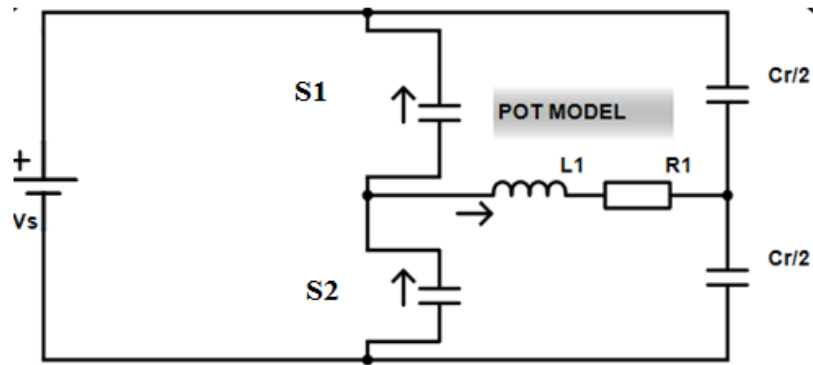 S1
Cr/2
POT MODEL
L1
R1
+
Vs
S2
Cr/2